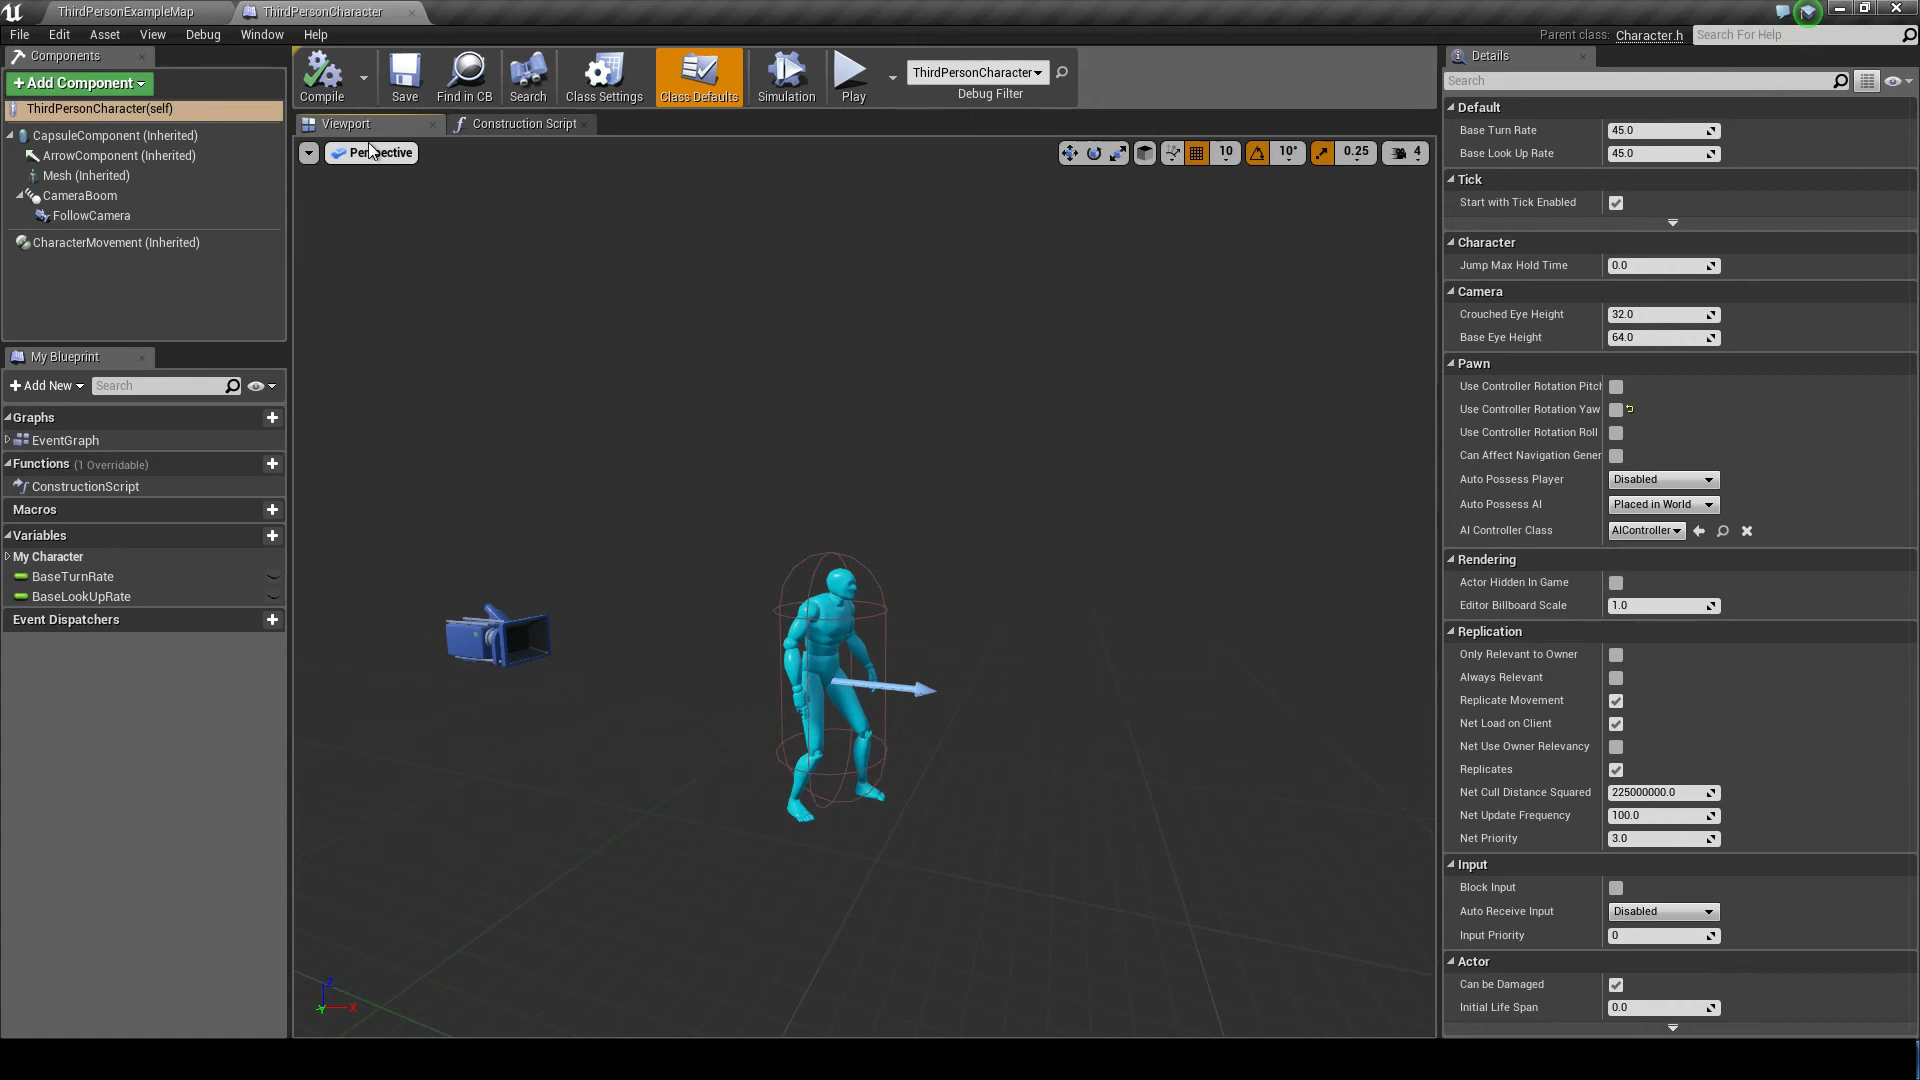 ThirdPersonExampleMap
ThirdPersonCharacter
File Edit Asset View Debug Window Help
Parent class: Character.h
Search For Help
Components
+Add Component
ThirdPersonCharacter(self)
CapsuleComponent (Inherited)
ArrowComponent (Inherited)
Mesh (Inherited)
CameraBoom
FollowCamera
CharacterMovement (Inherited)
My Blueprint
Add New
Search
Graphs
EventGraph
Functions (1 Overridable)
ConstructionScript
Macros
Variables
My Character
BaseTurnRate
BaseLookUpRate
Event Dispatchers
Compile
Save
Find in CB
Search
Class Settings
Class Defaults
Simulation
Play
ThirdPersonCharacter
Debug Filter
Viewport
Construction Script
Perspective
10
10°
0.25
4
Z
X
Y
Details
Search
Default
Base Turn Rate 45.0
Base Look Up Rate 45.0
Tick
Start with Tick Enabled
Character
Jump Max Hold Time 0.0
Camera
Crouched Eye Height 32.0
Base Eye Height 64.0
Pawn
Use Controller Rotation Pitch
Use Controller Rotation Yaw
Use Controller Rotation Roll
Can Affect Navigation Gener
Auto Possess Player Disabled
Auto Possess AI Placed in World
AI Controller Class AIController
Rendering
Actor Hidden In Game
Editor Billboard Scale 1.0
Replication
Only Relevant to Owner
Always Relevant
Replicate Movement
Net Load on Client
Net Use Owner Relevancy
Replicates
Net Cull Distance Squared 225000000.0
Net Update Frequency 100.0
Net Priority 3.0
Input
Block Input
Auto Receive Input Disabled
Input Priority 0
Actor
Can be Damaged
Initial Life Span 0.0